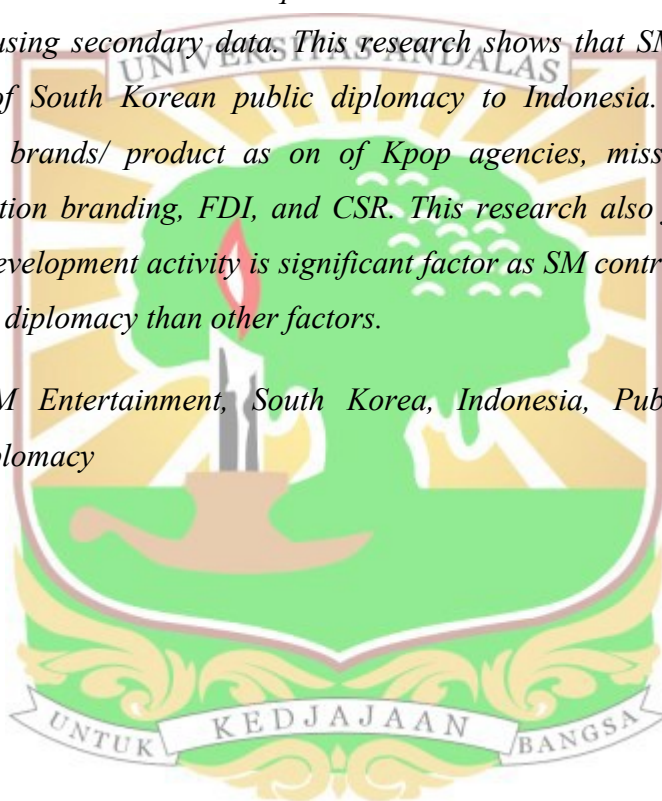 using secondary data. This research shows that SM
UNIVERSITAS ANDALAS
of South Korean public diplomacy to Indonesia.
brands/ product as on of Kpop agencies, miss
tion branding, FDI, and CSR. This research also
evelopment activity is significant factor as SM contr
diplomacy than other factors.
M Entertainment, South Korea, Indonesia, Pub
plomacy
UNTUK KEDJAJAAN BANGSA